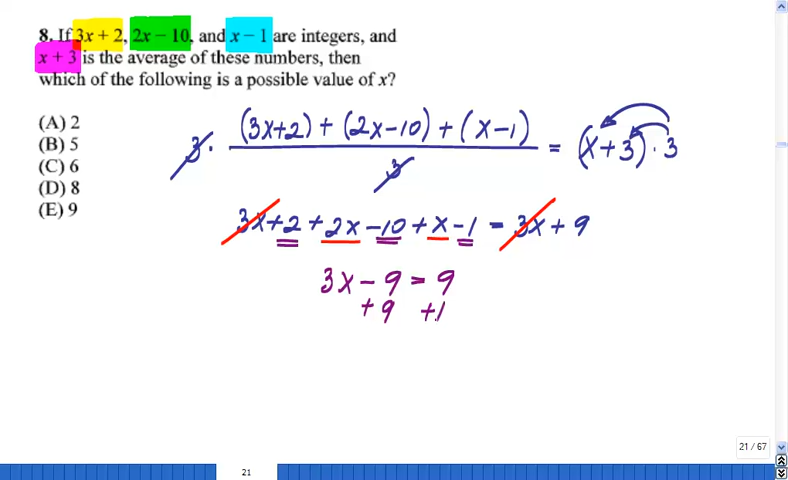 8. If 3x + 2, 2x − 10, and x − 1 are integers, and
x + 3 is the average of these numbers, then
which of the following is a possible value of x?
(A) 2
(B) 5
(C) 6
(D) 8
(E) 9
3 · (3x+2) + (2x−10) + (x−1) / 3 = (x+3) · 3
3x + 2 + 2x − 10 + x − 1 = 3x + 9
3x − 9 = 9
+ 9 + 1
21 / 67
21